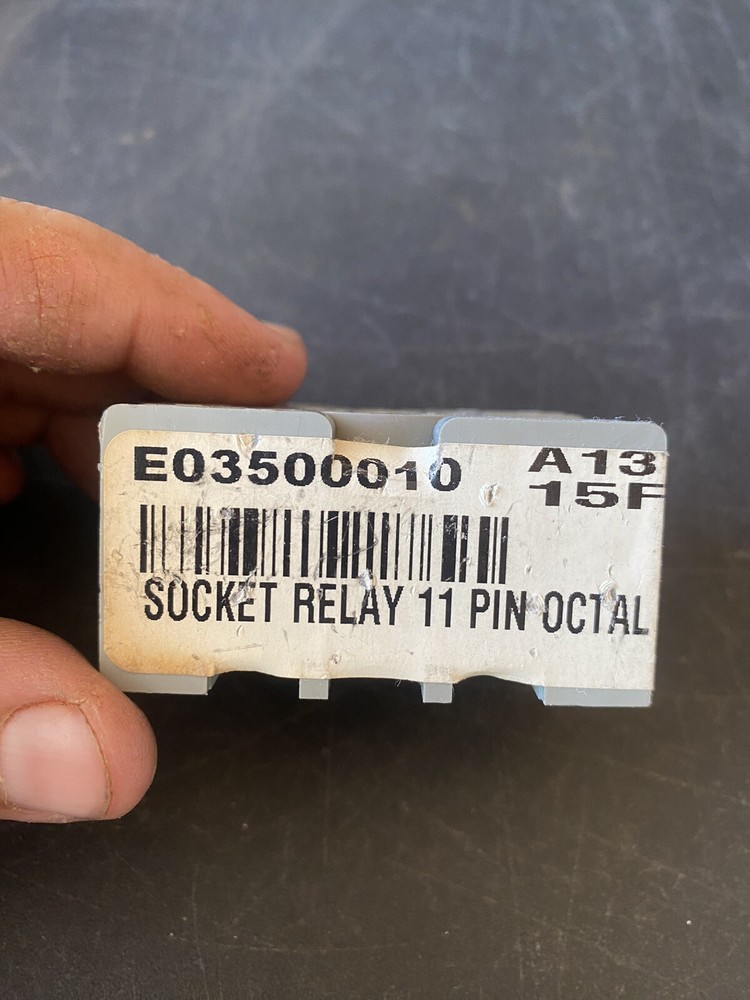 E03500010
A13
15F
SOCKET RELAY 11 PIN OCTAL